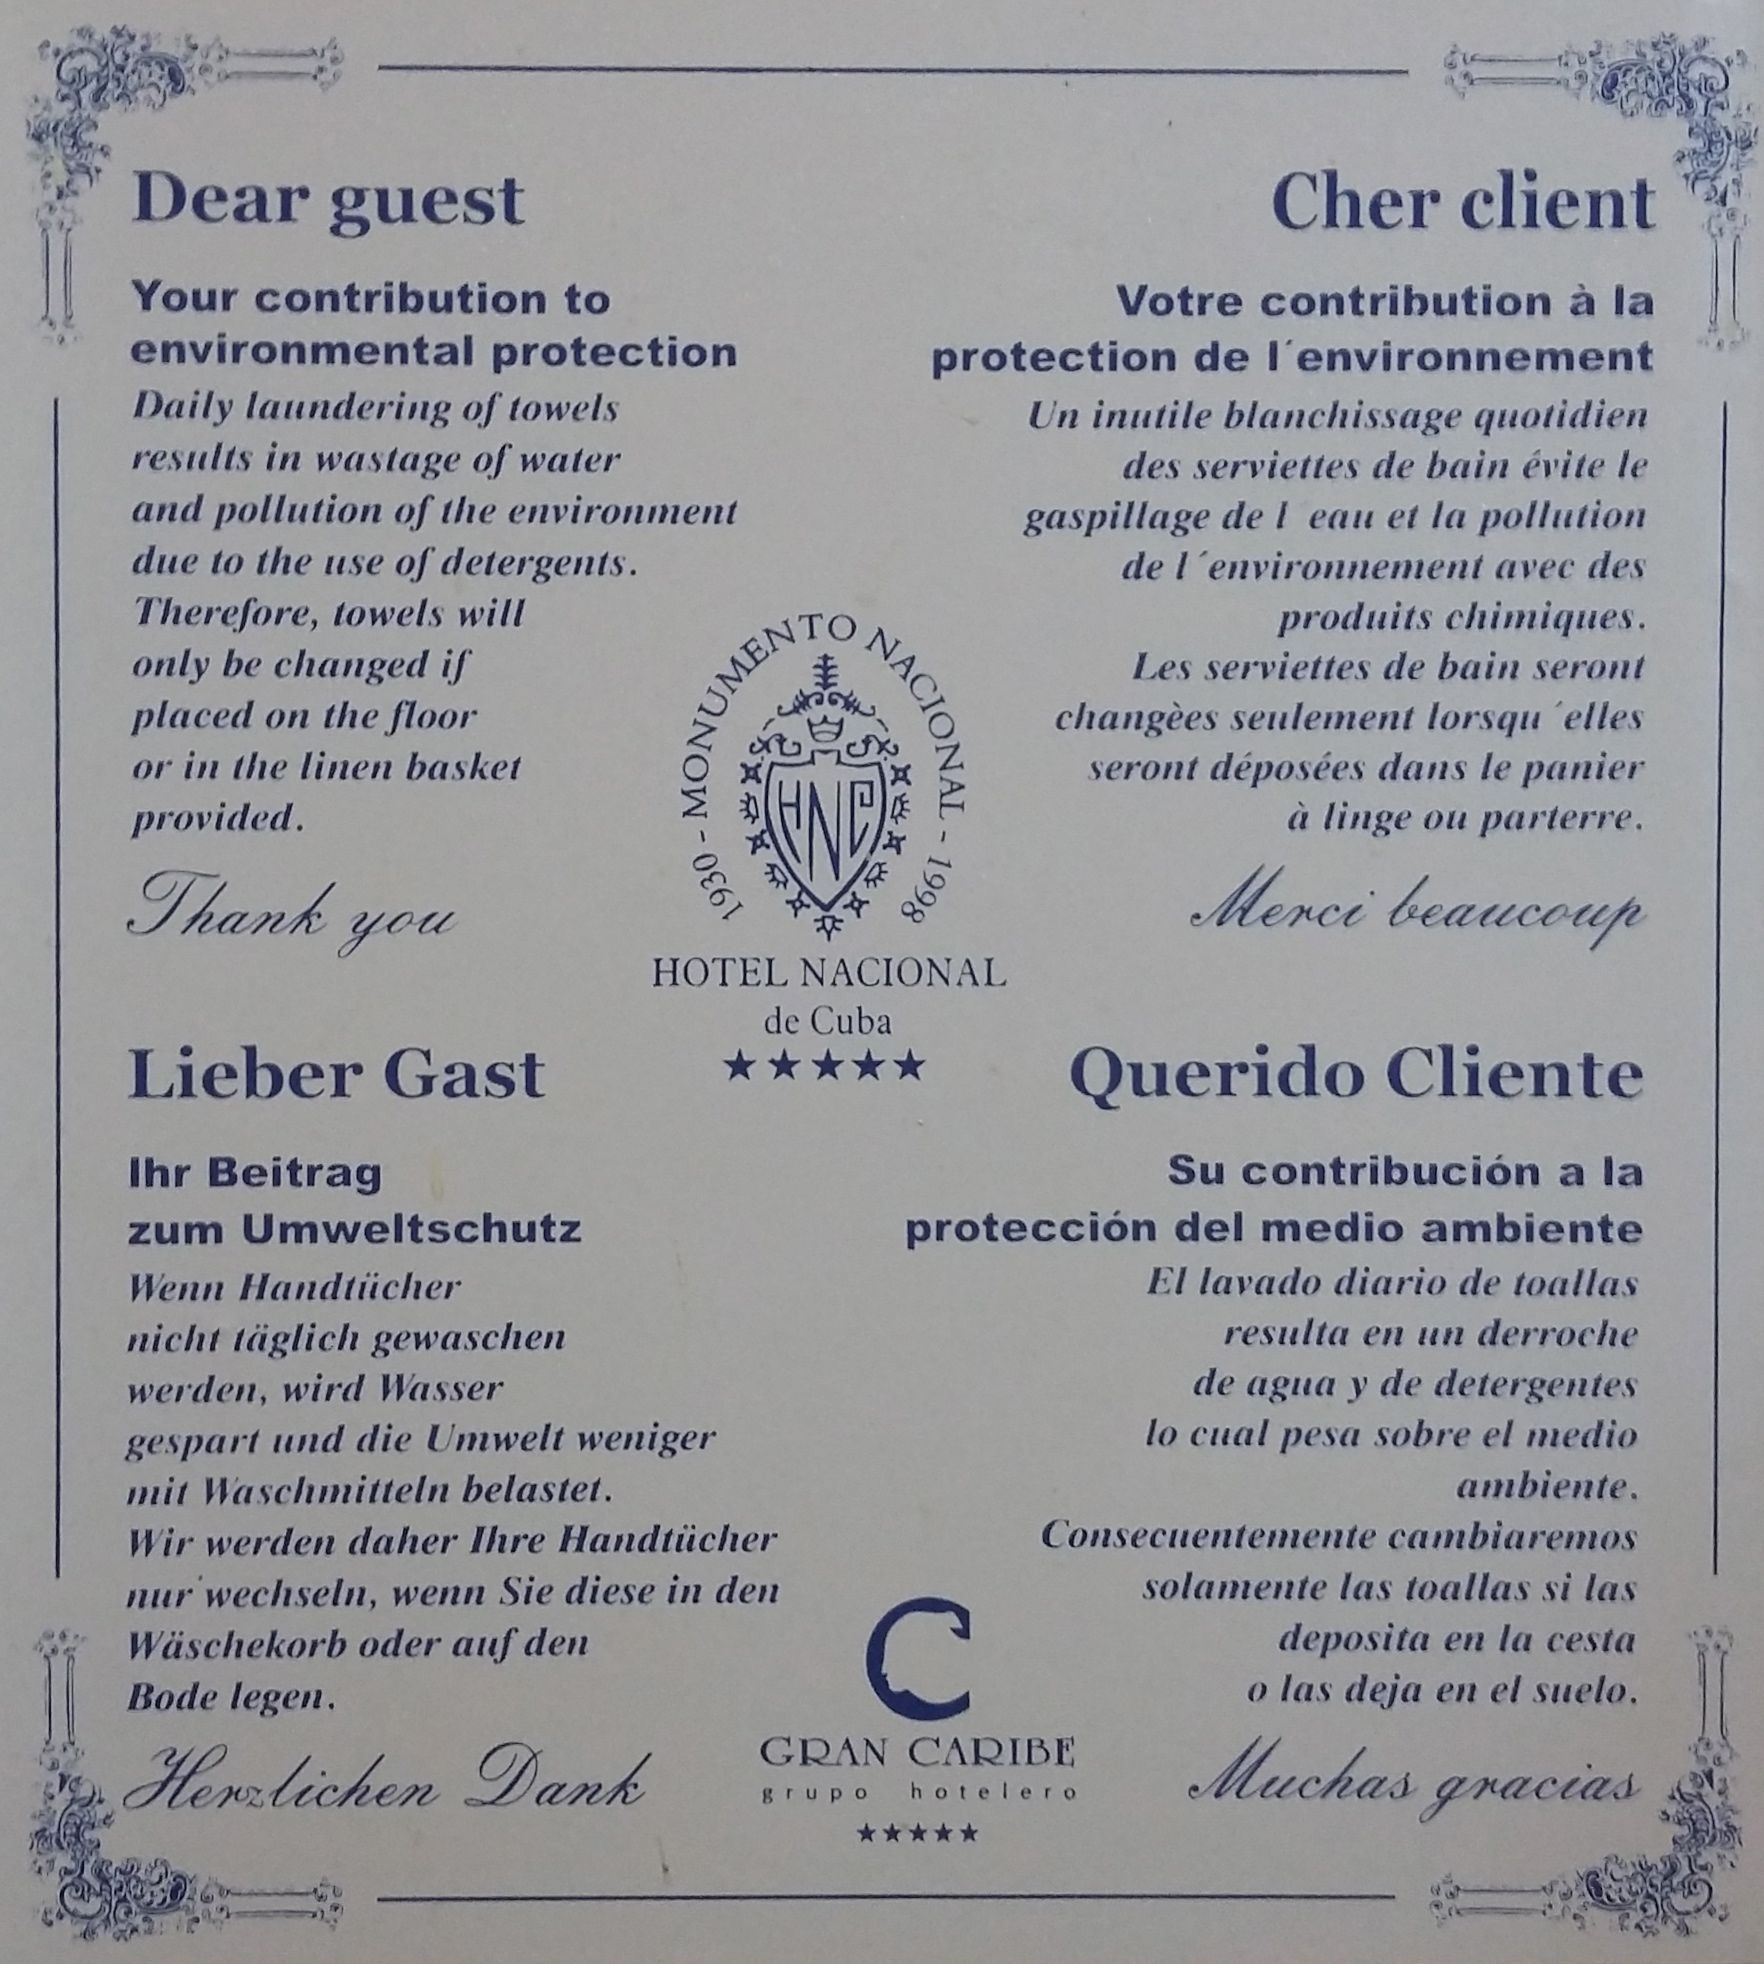 Dear guest
Your contribution to
environmental protection
Daily laundering of towels
results in wastage of water
and pollution of the environment
due to the use of detergents.
Therefore, towels will
only be changed if
placed on the floor
or in the linen basket
provided.
Thank you
Cher client
Votre contribution à la
protection de l´environnement
Un inutile blanchissage quotidien
des serviettes de bain évite le
gaspillage de l´eau et la pollution
de l´environnement avec des
produits chimiques.
Les serviettes de bain seront
changèes seulement lorsqu´elles
seront déposées dans le panier
à linge ou parterre.
Merci beaucoup
1930 - MONUMENTO NACIONAL - 1998
HNC
HOTEL NACIONAL
de Cuba
Lieber Gast
Ihr Beitrag
zum Umweltschutz
Wenn Handtücher
nicht täglich gewaschen
werden, wird Wasser
gespart und die Umwelt weniger
mit Waschmitteln belastet.
Wir werden daher Ihre Handtücher
nur wechseln, wenn Sie diese in den
Wäschekorb oder auf den
Bode legen.
Herzlichen Dank
Querido Cliente
Su contribución a la
protección del medio ambiente
El lavado diario de toallas
resulta en un derroche
de agua y de detergentes
lo cual pesa sobre el medio
ambiente.
Consecuentemente cambiaremos
solamente las toallas si las
deposita en la cesta
o las deja en el suelo.
Muchas gracias
C
GRAN CARIBE
grupo hotelero